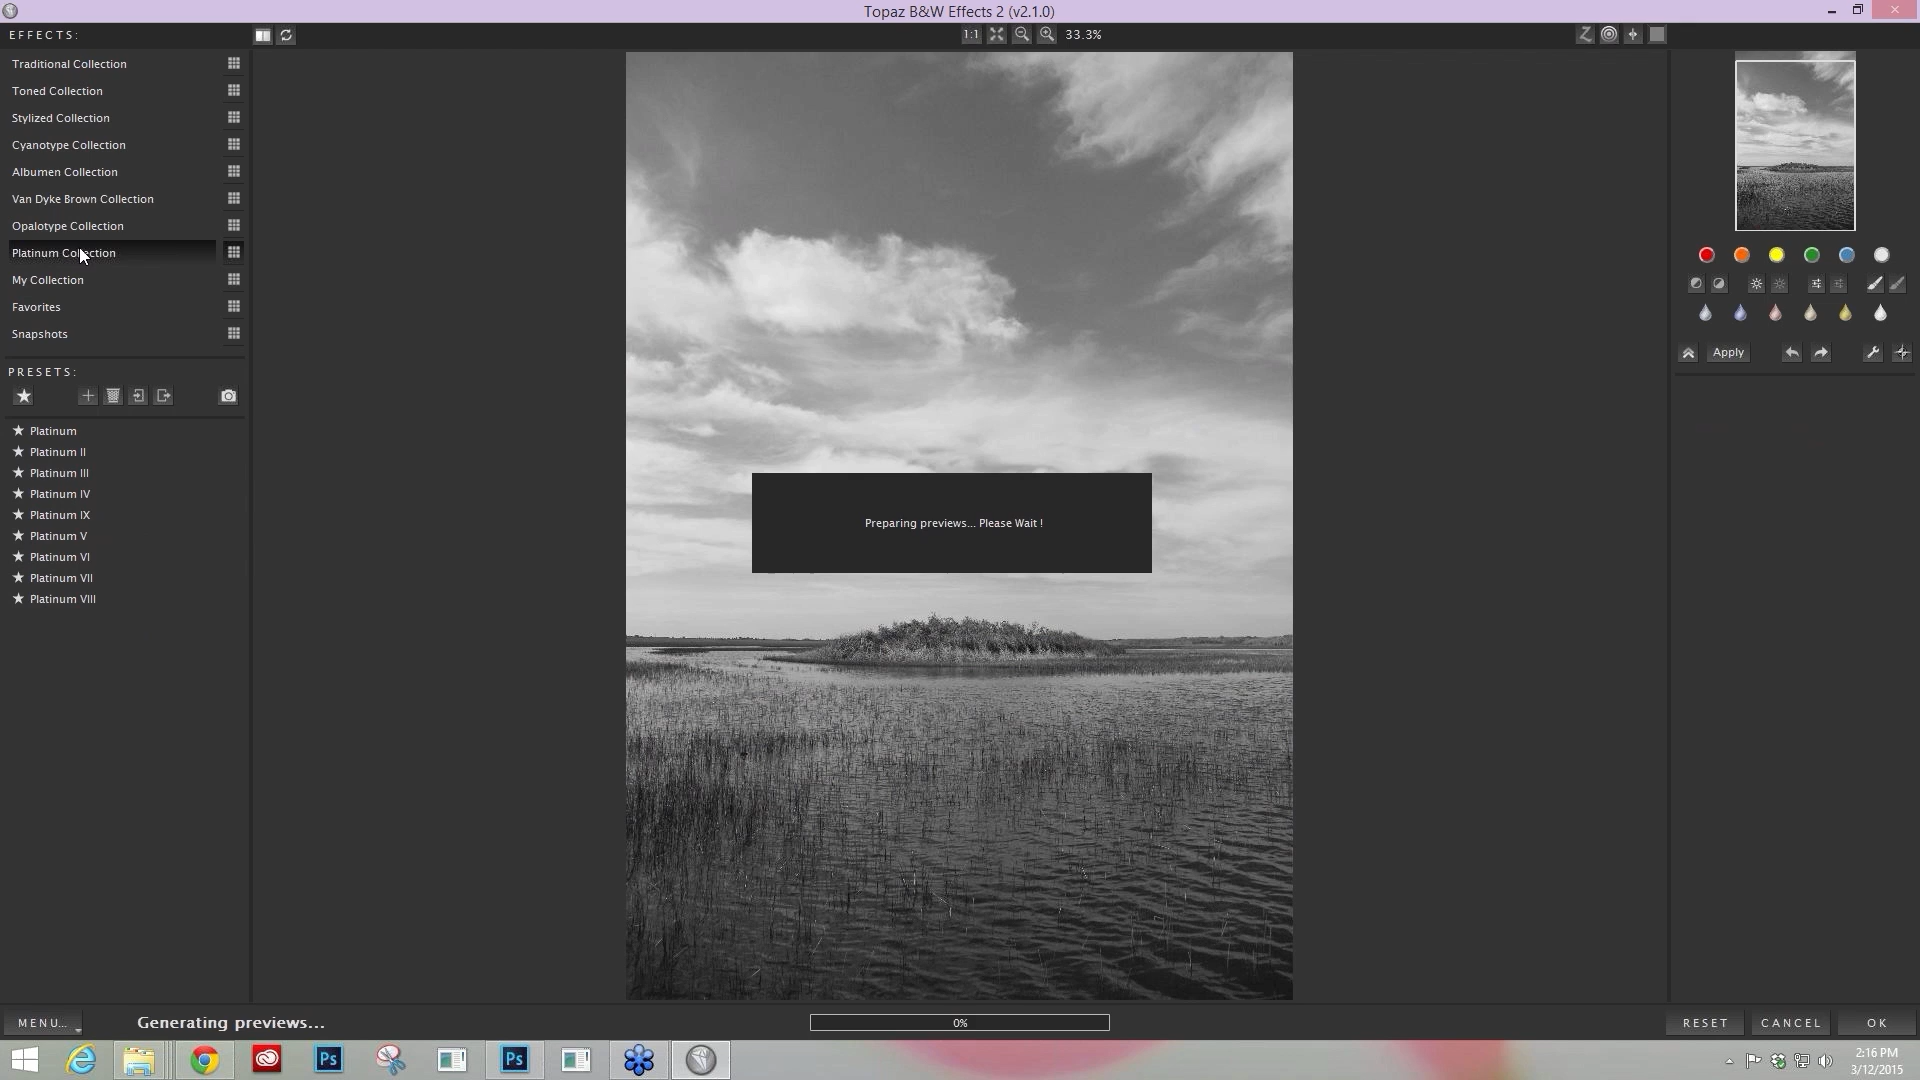 Topaz B&W Effects 2 (v2.1.0)
EFFECTS:
1:1
33.3%
Traditional Collection
Toned Collection
Stylized Collection
Cyanotype Collection
Albumen Collection
Van Dyke Brown Collection
Opalotype Collection
Platinum Collection
My Collection
Favorites
Snapshots
Apply
PRESETS:
Platinum
Platinum II
Platinum III
Platinum IV
Platinum IX
Platinum V
Platinum VI
Platinum VII
Platinum VIII
Preparing previews... Please Wait !
MENU...
Generating previews...
0%
RESET
CANCEL
OK
Ps
Ps
2:16 PM
3/12/2015